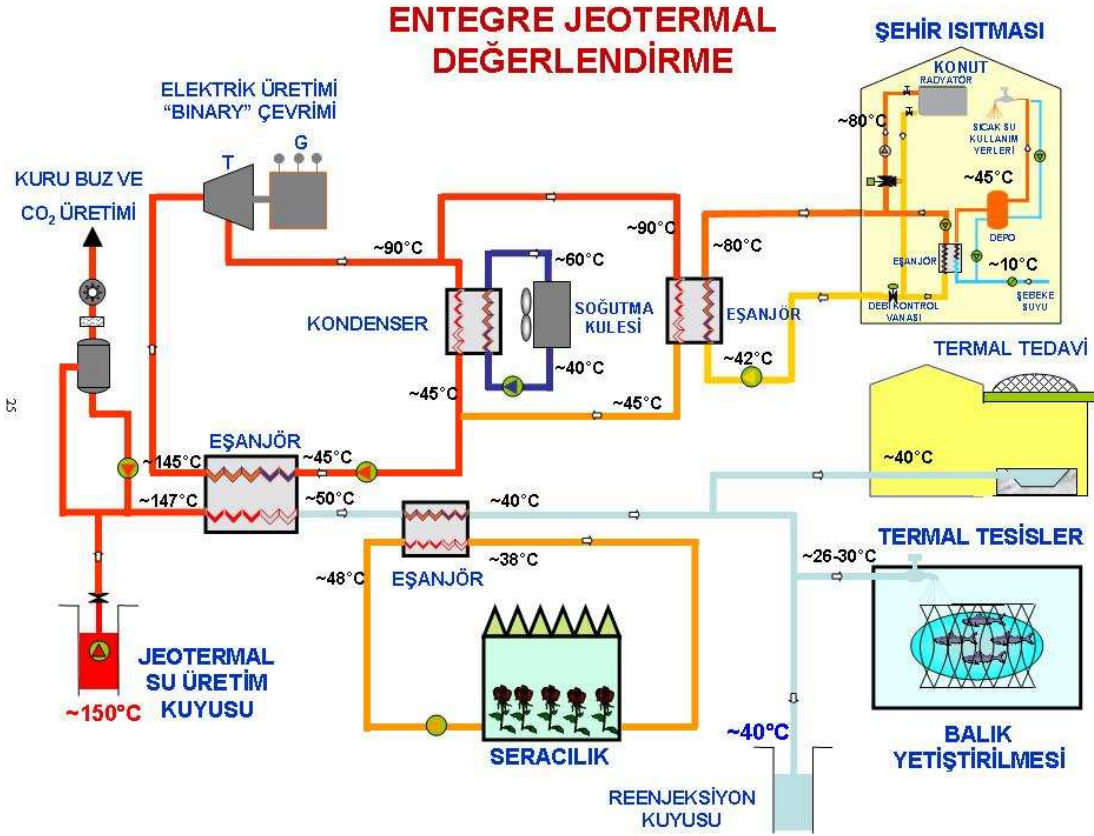 ENTEGRE JEOTERMAL
DEĞERLENDİRME
ŞEHİR ISITMASI
KONUT
RADYATÖR
~80°C
SICAK SU
KULLANIM
YERLERİ
~45°C
DEPO
EŞANJÖR
~10°C
DEBİ KONTROL
VANASI
ŞEBEKE
SUYU
ELEKTRİK ÜRETİMİ
“BINARY” ÇEVRİMİ
T
G
KURU BUZ VE
CO₂ ÜRETİMİ
~90°C
~90°C
~80°C
~60°C
KONDENSER
SOĞUTMA
KULESİ
EŞANJÖR
~40°C
~42°C
~45°C
~45°C
25
EŞANJÖR
~145°C
~45°C
~147°C
~50°C
~40°C
TERMAL TEDAVİ
~40°C
TERMAL TESİSLER
~26-30°C
~48°C
EŞANJÖR
~38°C
JEOTERMAL
SU ÜRETİM
KUYUSU
~150°C
SERACILIK
~40°C
BALIK
YETİŞTİRİLMESİ
REENJEKSİYON
KUYUSU